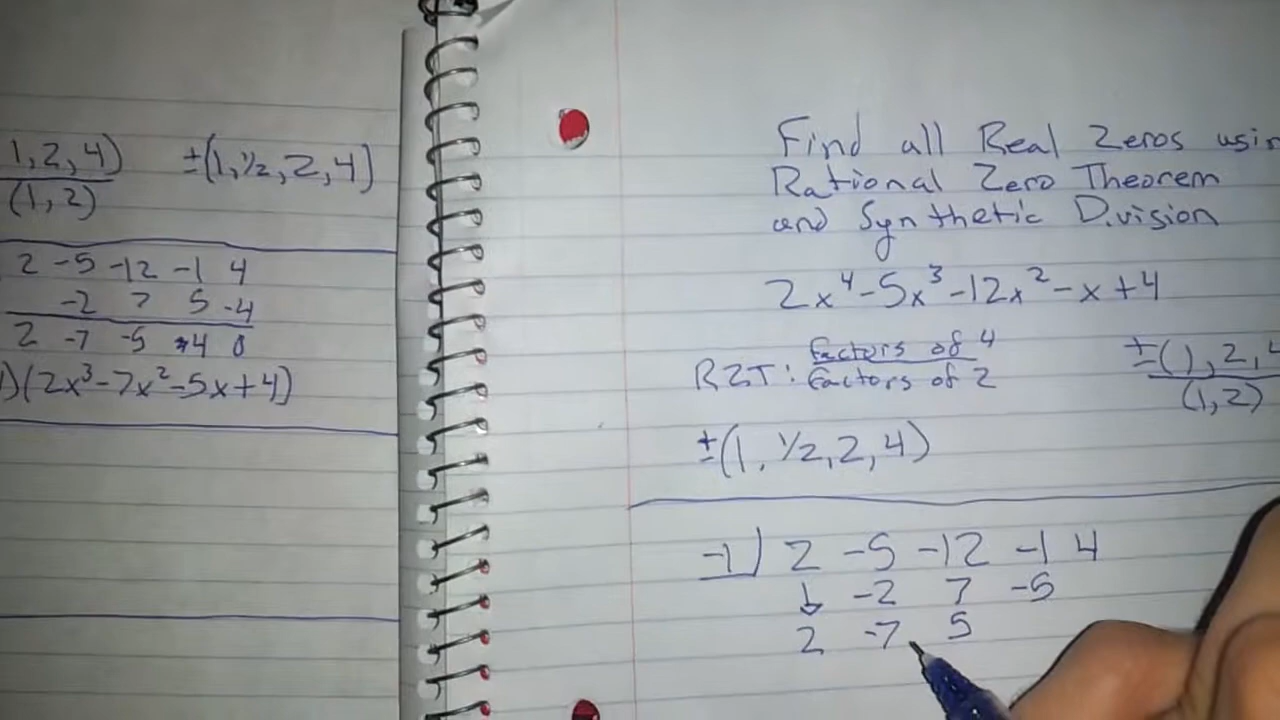 1, 2, 4)
(1, 2)
±(1, ½, 2, 4)
2 -5 -12 -1 4
-2 7 5 -4
2 -7 -5 4 0
1)(2x³-7x²-5x+4)
Find all Real Zeros usin
Rational Zero Theorem
and Synthetic Division
2x⁴-5x³-12x²-x+4
RZT: factors of 4
factors of 2
±(1, 2, 4
(1, 2)
±(1, ½, 2, 4)
-1) 2 -5 -12 -1 4
↓ -2 7 -5
2 -7 5